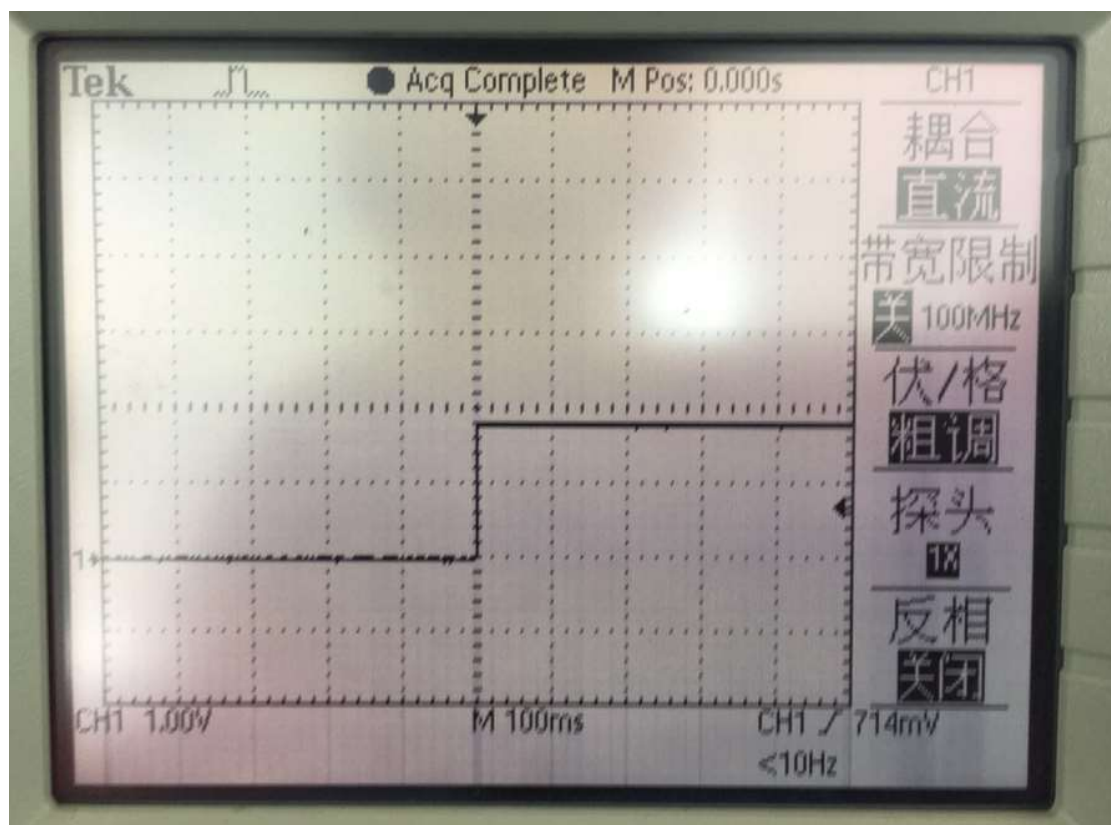 Tek Acq Complete M Pos: 0.000s CH1
耦合
直流
带宽限制
关 100MHz
伏/格
粗调
探头
1X
反相
关闭
1
CH1 1.00V M 100ms CH1 714mV
<10Hz